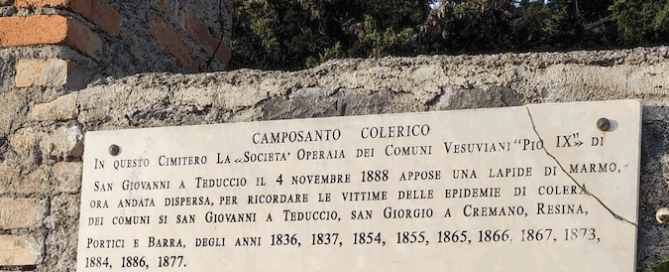 CAMPOSANTO COLERICO
IN QUESTO CIMITERO LA «SOCIETA' OPERAIA DEI COMUNI VESUVIANI "PIO IX"» DI
SAN GIOVANNI A TEDUCCIO IL 4 NOVEMBRE 1888 APPOSE UNA LAPIDE DI MARMO,
ORA ANDATA DISPERSA, PER RICORDARE LE VITTIME DELLE EPIDEMIE DI COLERA
DEI COMUNI SI SAN GIOVANNI A TEDUCCIO, SAN GIORGIO A CREMANO, RESINA,
PORTICI E BARRA, DEGLI ANNI 1836, 1837, 1854, 1855, 1865, 1866, 1867, 1873,
1884, 1886, 1877.